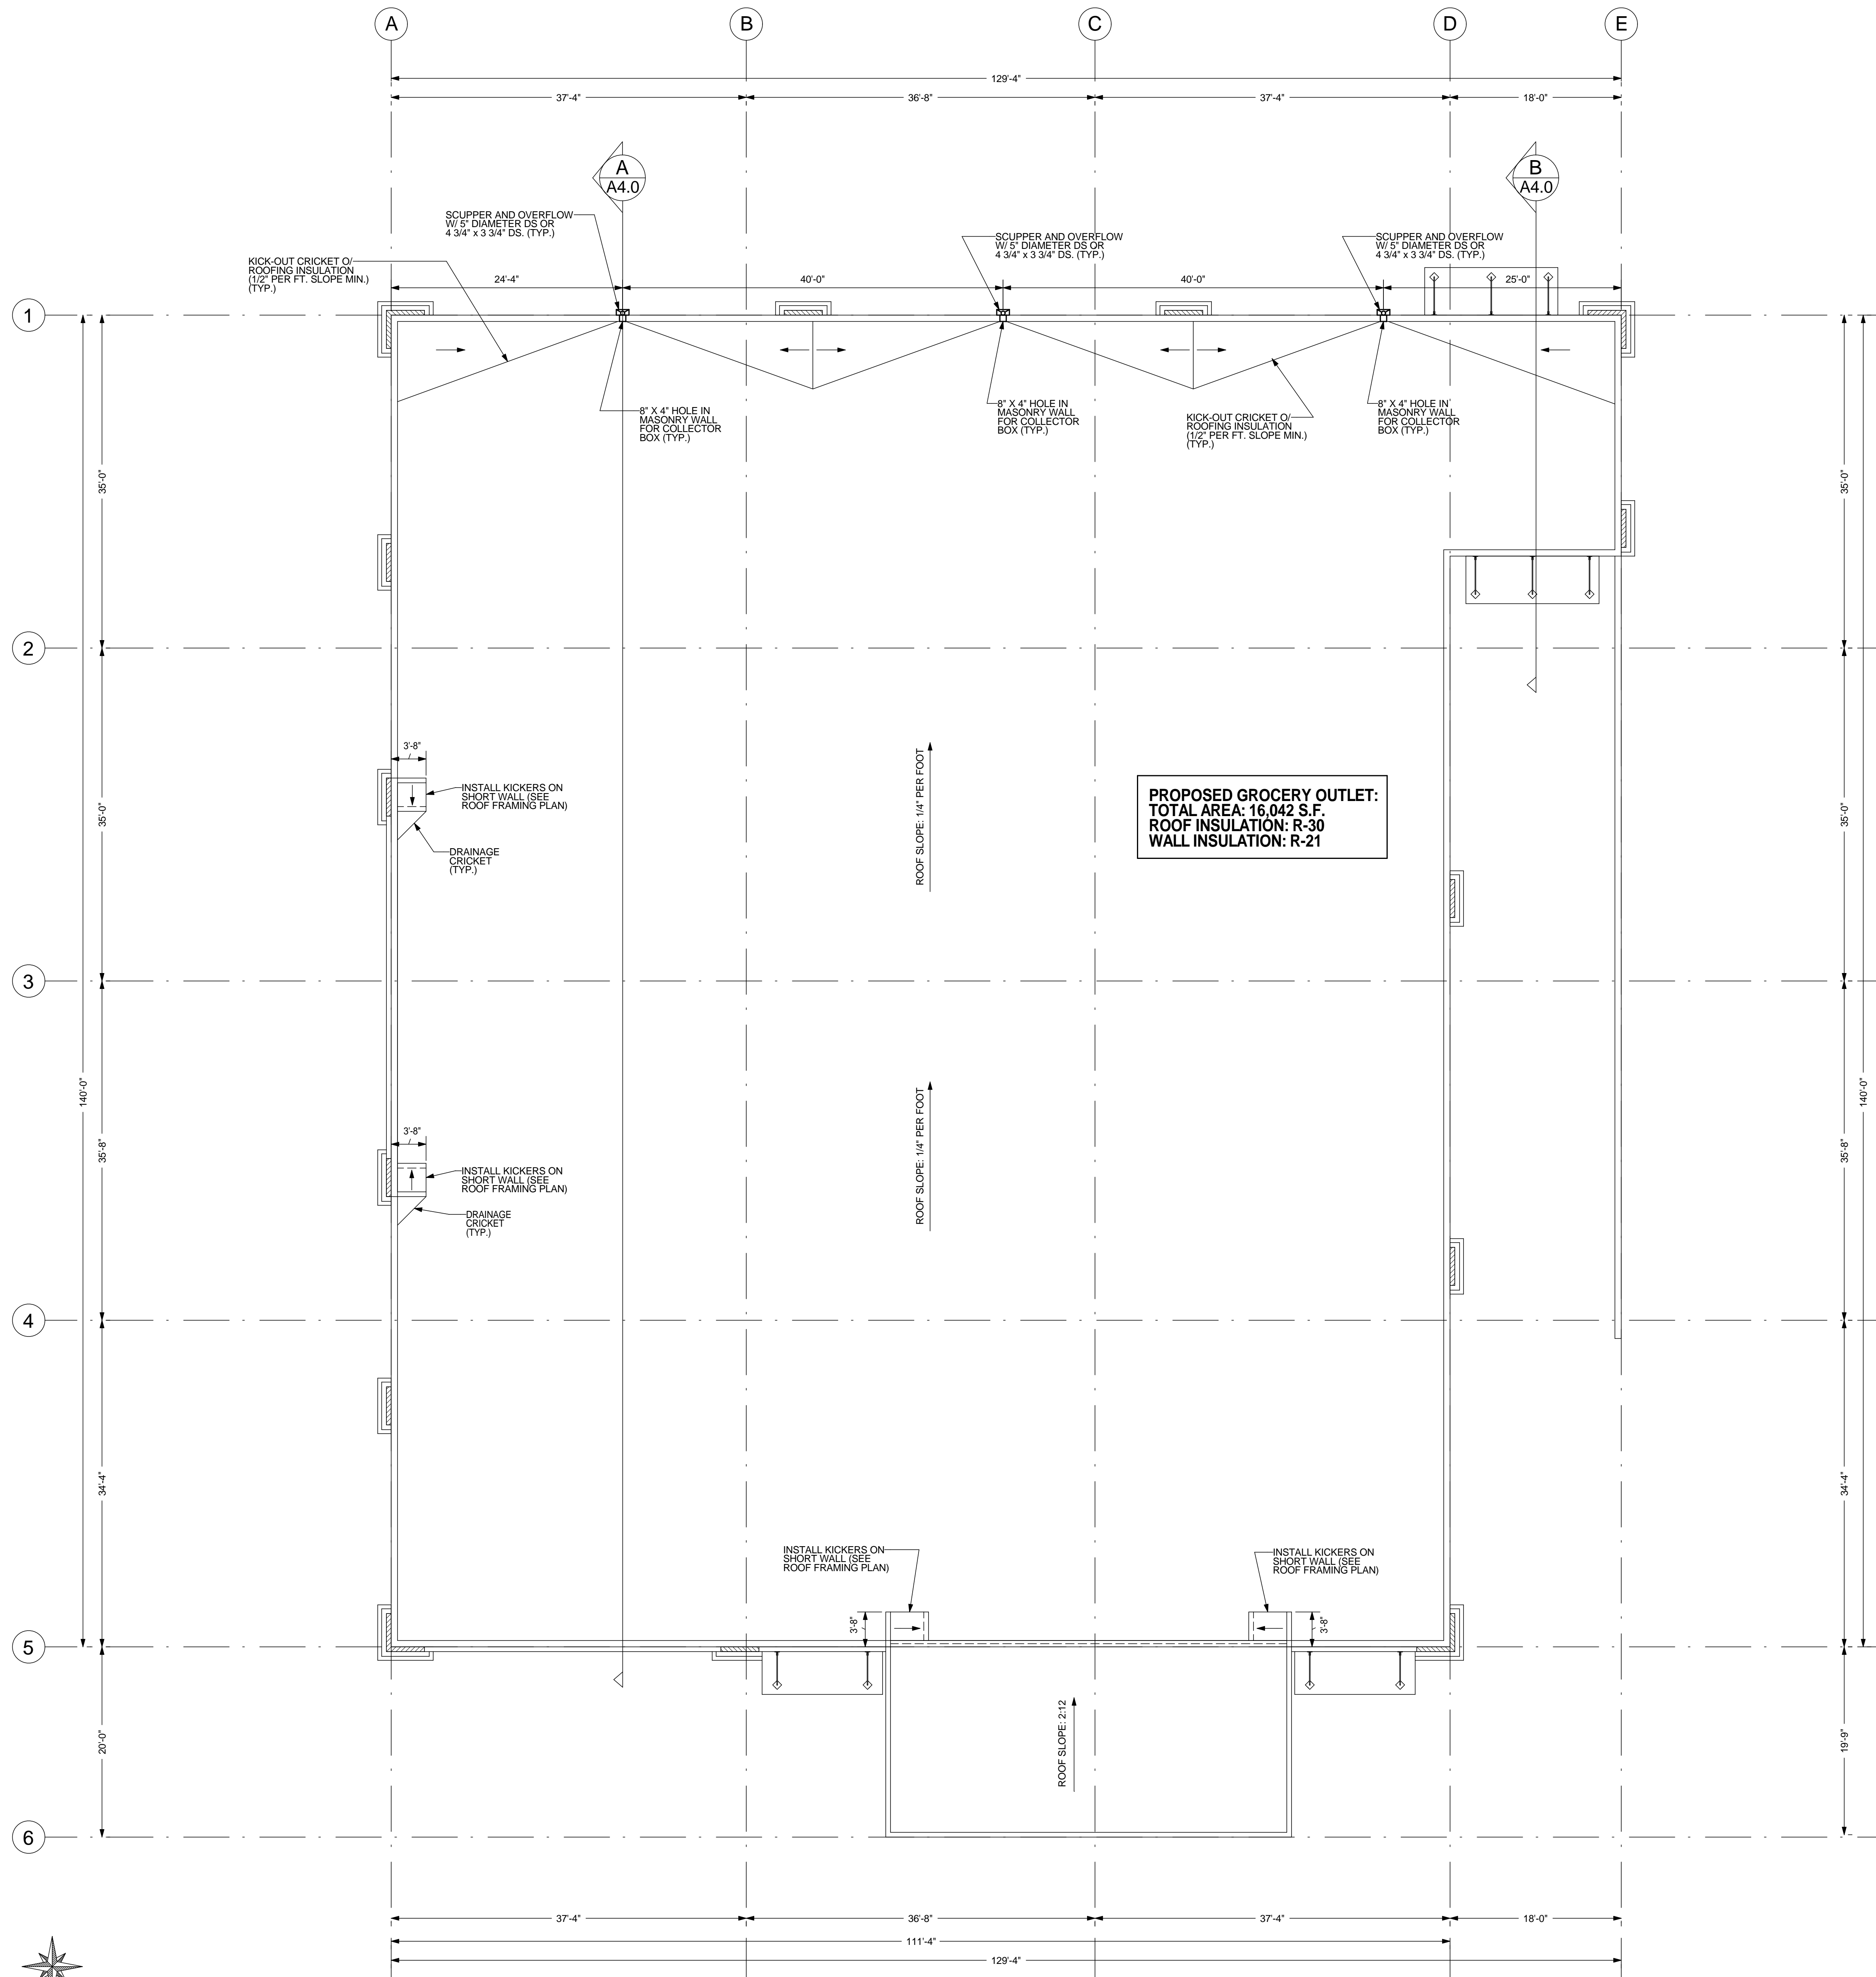 A
B
C
D
E
129'-4"
37'-4"
36'-8"
37'-4"
18'-0"
A
A4.0
B
A4.0
SCUPPER AND OVERFLOW
W/ 5" DIAMETER DS OR
4 3/4" x 3 3/4" DS. (TYP.)
SCUPPER AND OVERFLOW
W/ 5" DIAMETER DS OR
4 3/4" x 3 3/4" DS. (TYP.)
SCUPPER AND OVERFLOW
W/ 5" DIAMETER DS OR
4 3/4" x 3 3/4" DS. (TYP.)
KICK-OUT CRICKET O/
ROOFING INSULATION
(1/2" PER FT. SLOPE MIN.)
(TYP.)
24'-4"
40'-0"
40'-0"
25'-0"
1
8" X 4" HOLE IN
MASONRY WALL
FOR COLLECTOR
BOX (TYP.)
8" X 4" HOLE IN
MASONRY WALL
FOR COLLECTOR
BOX (TYP.)
KICK-OUT CRICKET O/
ROOFING INSULATION
(1/2" PER FT. SLOPE MIN.)
(TYP.)
8" X 4" HOLE IN
MASONRY WALL
FOR COLLECTOR
BOX (TYP.)
35'-0"
35'-0"
2
3'-8"
INSTALL KICKERS ON
SHORT WALL (SEE
ROOF FRAMING PLAN)
DRAINAGE
CRICKET
(TYP.)
35'-0"
ROOF SLOPE: 1/4" PER FOOT
PROPOSED GROCERY OUTLET:
TOTAL AREA: 16,042 S.F.
ROOF INSULATION: R-30
WALL INSULATION: R-21
35'-0"
3
140'-0"
140'-0"
35'-8"
3'-8"
INSTALL KICKERS ON
SHORT WALL (SEE
ROOF FRAMING PLAN)
DRAINAGE
CRICKET
(TYP.)
ROOF SLOPE: 1/4" PER FOOT
35'-8"
4
34'-4"
34'-4"
INSTALL KICKERS ON
SHORT WALL (SEE
ROOF FRAMING PLAN)
INSTALL KICKERS ON
SHORT WALL (SEE
ROOF FRAMING PLAN)
3'-8"
3'-8"
5
20'-0"
ROOF SLOPE: 2:12
19'-9"
6
37'-4"
36'-8"
37'-4"
18'-0"
111'-4"
129'-4"